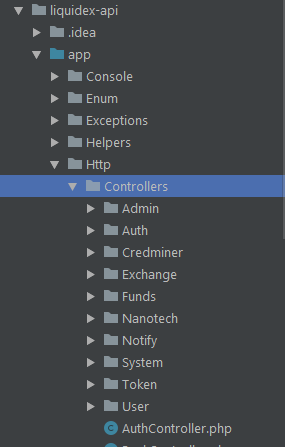 liquidex-api
.idea
app
Console
Enum
Exceptions
Helpers
Http
Controllers
Admin
Auth
Credminer
Exchange
Funds
Nanotech
Notify
System
Token
User
AuthController.php